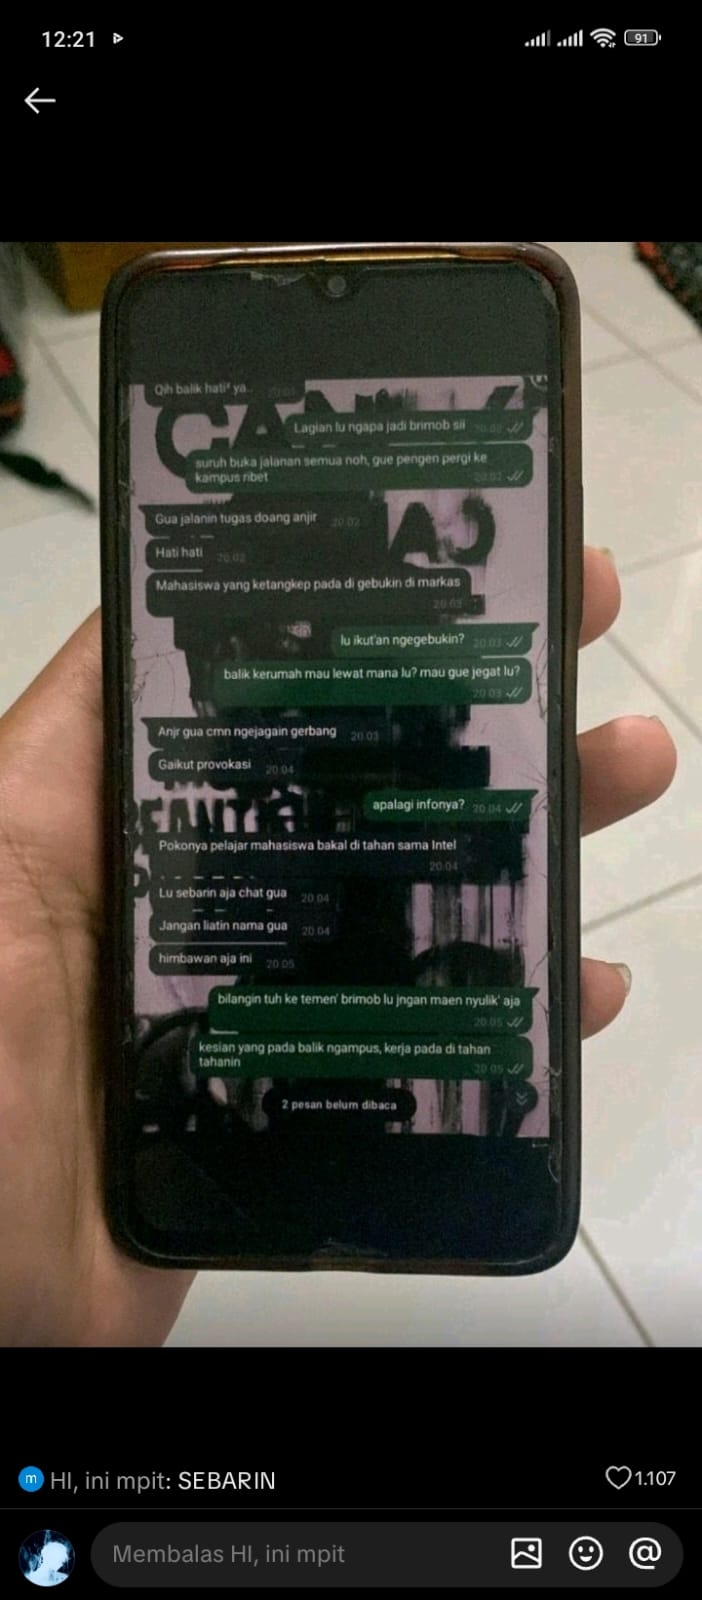 12:21
91
Qih balik hati² ya..
Lagian lu ngapa jadi brimob sii
suruh buka jalanan semua noh, gue pengen pergi ke
kampus ribet
20.02
Gua jalanin tugas doang anjir 20.02
Hati hati 20.02
Mahasiswa yang ketangkep pada di gebukin di markas
20.03
lu ikut'an ngegebukin? 20.03
balik kerumah mau lewat mana lu? mau gue jegat lu?
20.03
Anjr gua cmn ngejagain gerbang 20.03
Gaikut provokasi 20.04
apalagi infonya? 20.04
Pokonya pelajar mahasiswa bakal di tahan sama Intel
20.04
Lu sebarin aja chat gua 20.04
Jangan liatin nama gua 20.04
himbawan aja ini 20.05
bilangin tuh ke temen' brimob lu jngan maen nyulik' aja
20.05
kesian yang pada balik ngampus, kerja pada di tahan
tahanin
20.05
2 pesan belum dibaca
m HI, ini mpit: SEBARIN 1.107
Membalas HI, ini mpit